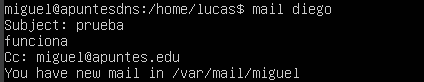 miguel@apuntesdns:/home/lucas$ mail diego
Subject: prueba
funciona
Cc: miguel@apuntes.edu
You have new mail in /var/mail/miguel